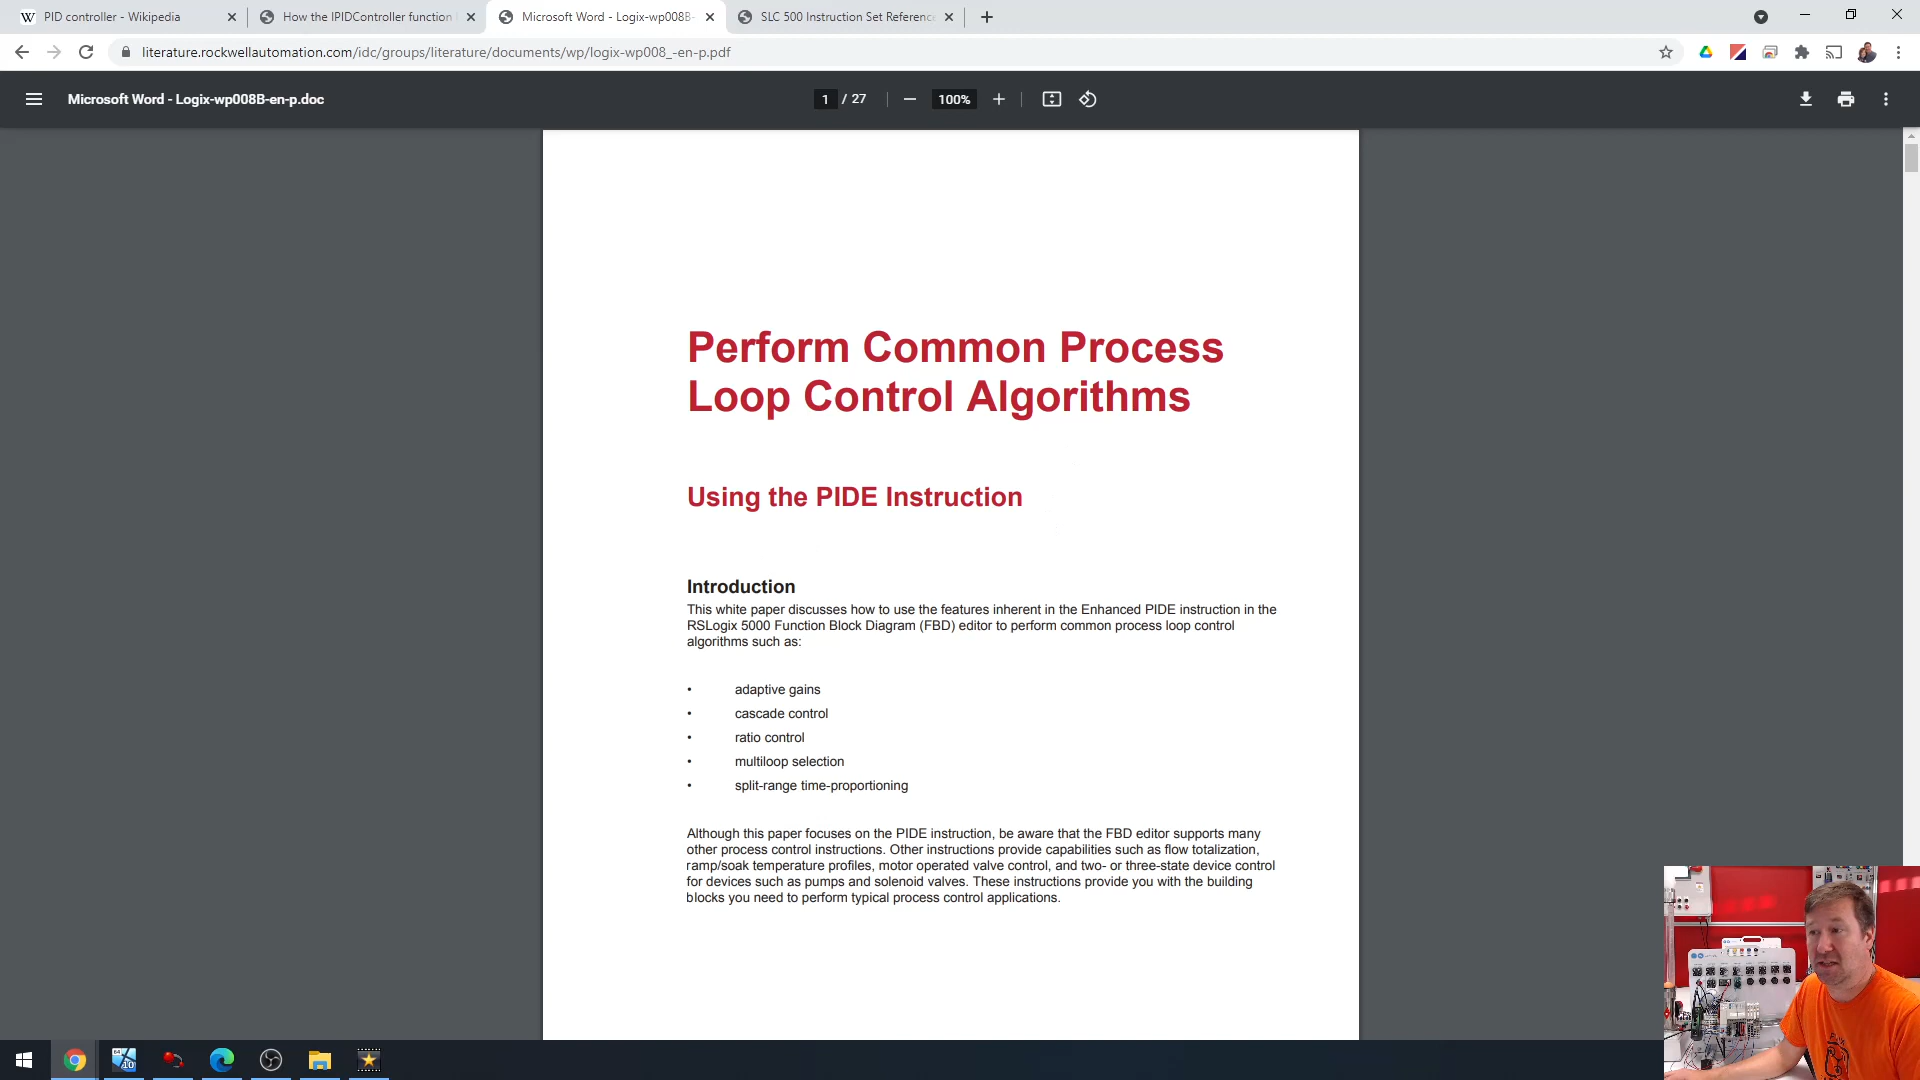 PID controller - Wikipedia
How the IPIDController function
Microsoft Word - Logix-wp008B-
SLC 500 Instruction Set Reference
literature.rockwellautomation.com/idc/groups/literature/documents/wp/logix-wp008_-en-p.pdf
Microsoft Word - Logix-wp008B-en-p.doc
1 / 27
100%
Perform Common Process
Loop Control Algorithms
Using the PIDE Instruction
Introduction
This white paper discusses how to use the features inherent in the Enhanced PIDE instruction in the
RSLogix 5000 Function Block Diagram (FBD) editor to perform common process loop control
algorithms such as:
• adaptive gains
• cascade control
• ratio control
• multiloop selection
• split-range time-proportioning
Although this paper focuses on the PIDE instruction, be aware that the FBD editor supports many
other process control instructions. Other instructions provide capabilities such as flow totalization,
ramp/soak temperature profiles, motor operated valve control, and two- or three-state device control
for devices such as pumps and solenoid valves. These instructions provide you with the building
blocks you need to perform typical process control applications.